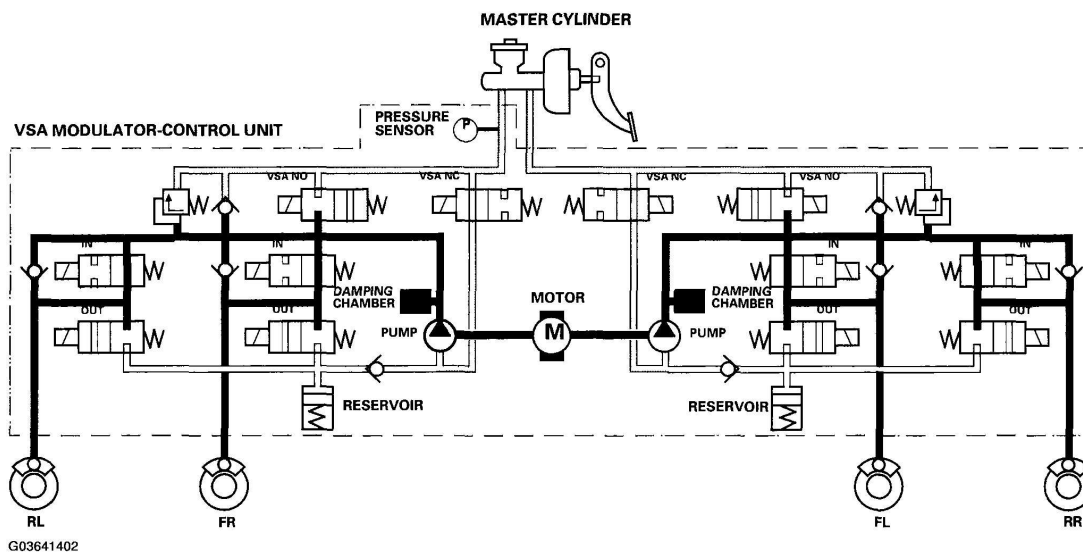 MASTER CYLINDER
PRESSURE
SENSOR
P
VSA MODULATOR-CONTROL UNIT
VSA NO
VSA NC
VSA NC
VSA NO
IN
IN
IN
IN
DAMPING
CHAMBER
MOTOR
DAMPING
CHAMBER
OUT
OUT
PUMP
M
PUMP
OUT
OUT
RESERVOIR
RESERVOIR
RL
FR
FL
RR
G03641402